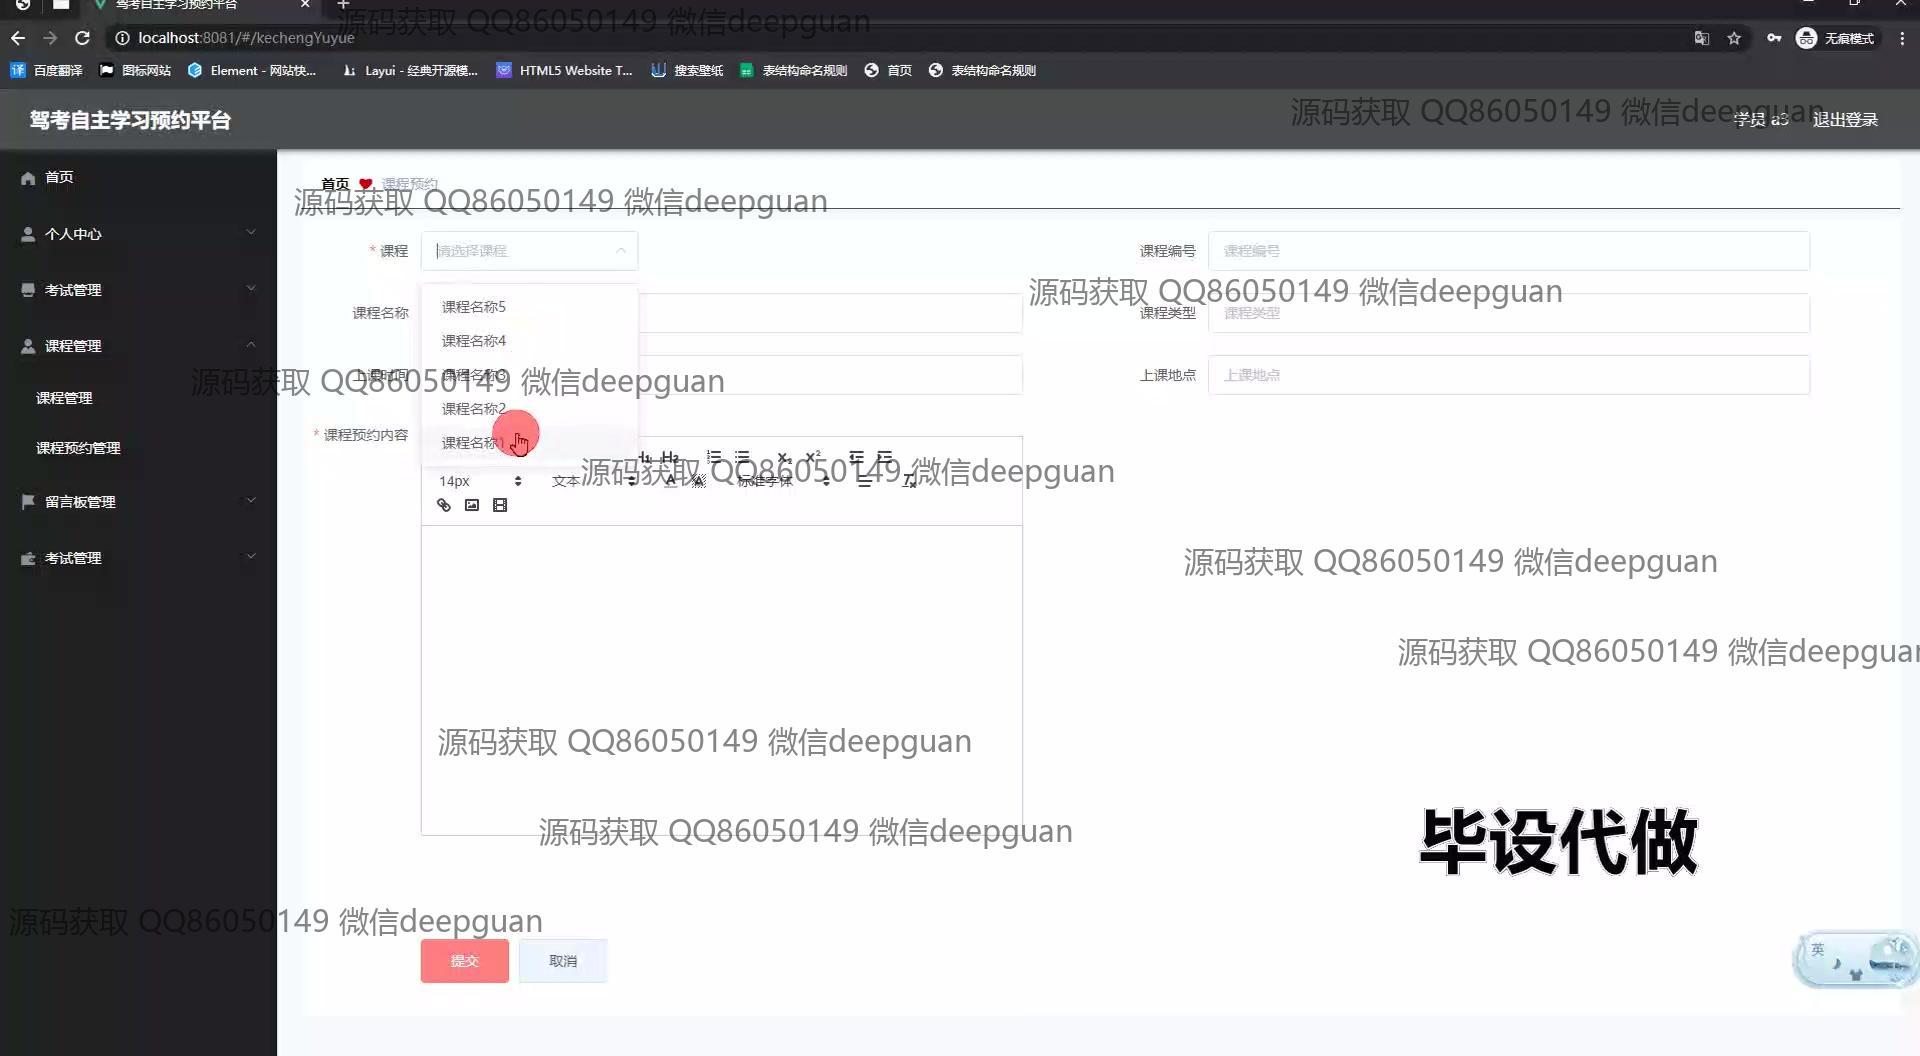 驾考自主学习预约平台
源码获取 QQ86050149 微信deepguan
localhost:8081/#/kechengYuyue
无痕模式
百度翻译
图标网站
Element - 网站快...
Layui - 经典开源模...
HTML5 Website T...
搜索壁纸
表结构命名规则
首页
表结构命名规则
驾考自主学习预约平台
源码获取 QQ86050149 微信deepguan
学员 a3
退出登录
首页
个人中心
考试管理
课程管理
课程管理
课程预约管理
留言板管理
考试管理
首页
课程预约
源码获取 QQ86050149 微信deepguan
* 课程
请选择课程
课程编号
课程编号
源码获取 QQ86050149 微信deepguan
课程名称
课程名称5
课程名称4
课程名称3
课程名称2
课程名称1
课程类型
课程类型
上课时间
源码获取 QQ86050149 微信deepguan
上课地点
上课地点
* 课程预约内容
H₁ H₂
X₂ X²
14px
文本
标准字体
源码获取 QQ86050149 微信deepguan
源码获取 QQ86050149 微信deepguan
源码获取 QQ86050149 微信deepguan
源码获取 QQ86050149 微信deepguan
源码获取 QQ86050149 微信deepguan
毕设代做
源码获取 QQ86050149 微信deepguan
提交
取消
英